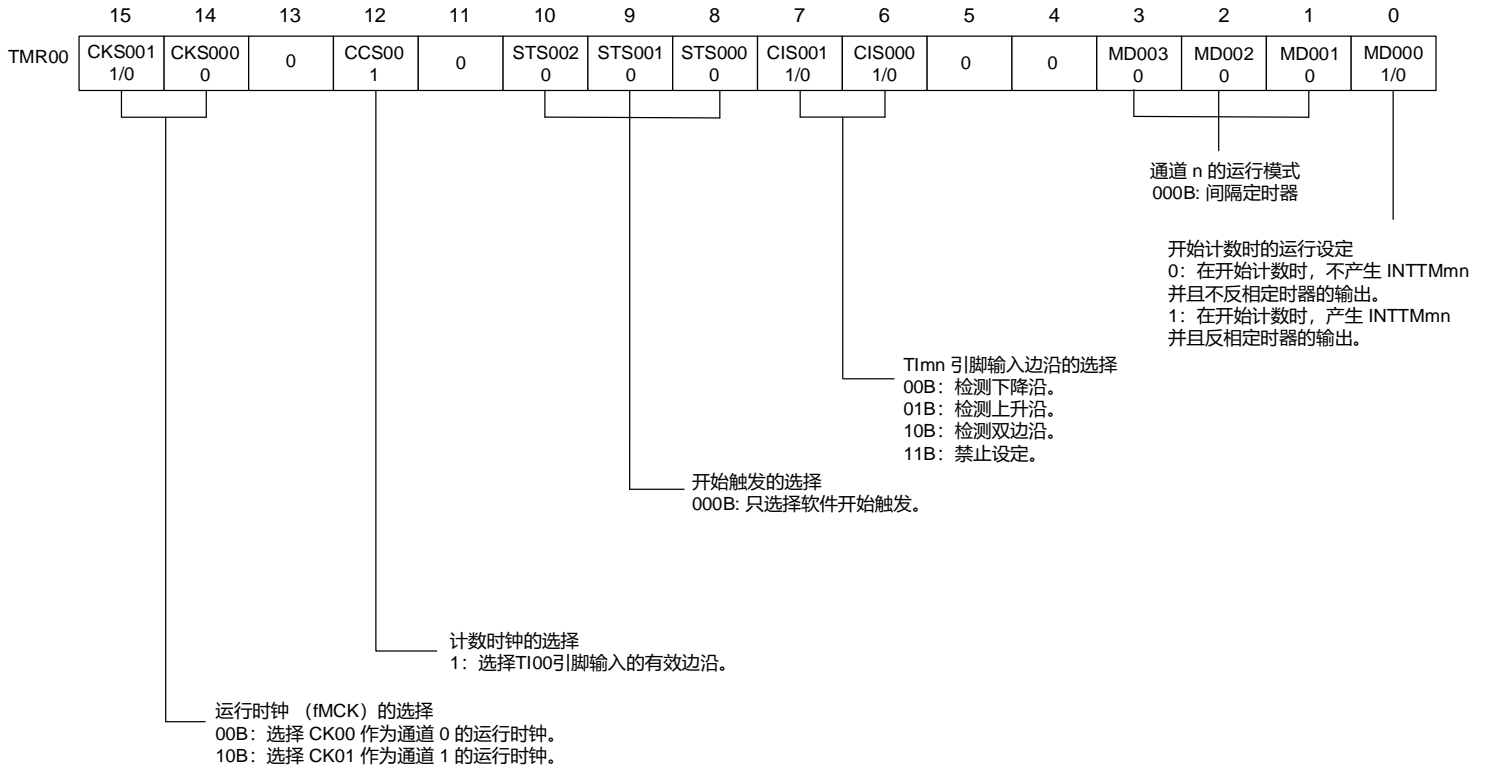 15 14 13 12 11 10 9 8 7 6 5 4 3 2 1 0
TMR00 CKS001 CKS000 0 CCS00 0 STS002 STS001 STS000 CIS001 CIS000 0 0 MD003 MD002 MD001 MD000
1/0 0 1 0 0 0 1/0 1/0 0 0 0 1/0
通道 n 的运行模式
000B: 间隔定时器
开始计数时的运行设定
0：在开始计数时，不产生 INTTMmn
并且不反相定时器的输出。
1：在开始计数时，产生 INTTMmn
并且反相定时器的输出。
TImn 引脚输入边沿的选择
00B：检测下降沿。
01B：检测上升沿。
10B：检测双边沿。
11B：禁止设定。
开始触发的选择
000B: 只选择软件开始触发。
计数时钟的选择
1：选择TI00引脚输入的有效边沿。
运行时钟 （fMCK）的选择
00B：选择 CK00 作为通道 0 的运行时钟。
10B：选择 CK01 作为通道 1 的运行时钟。